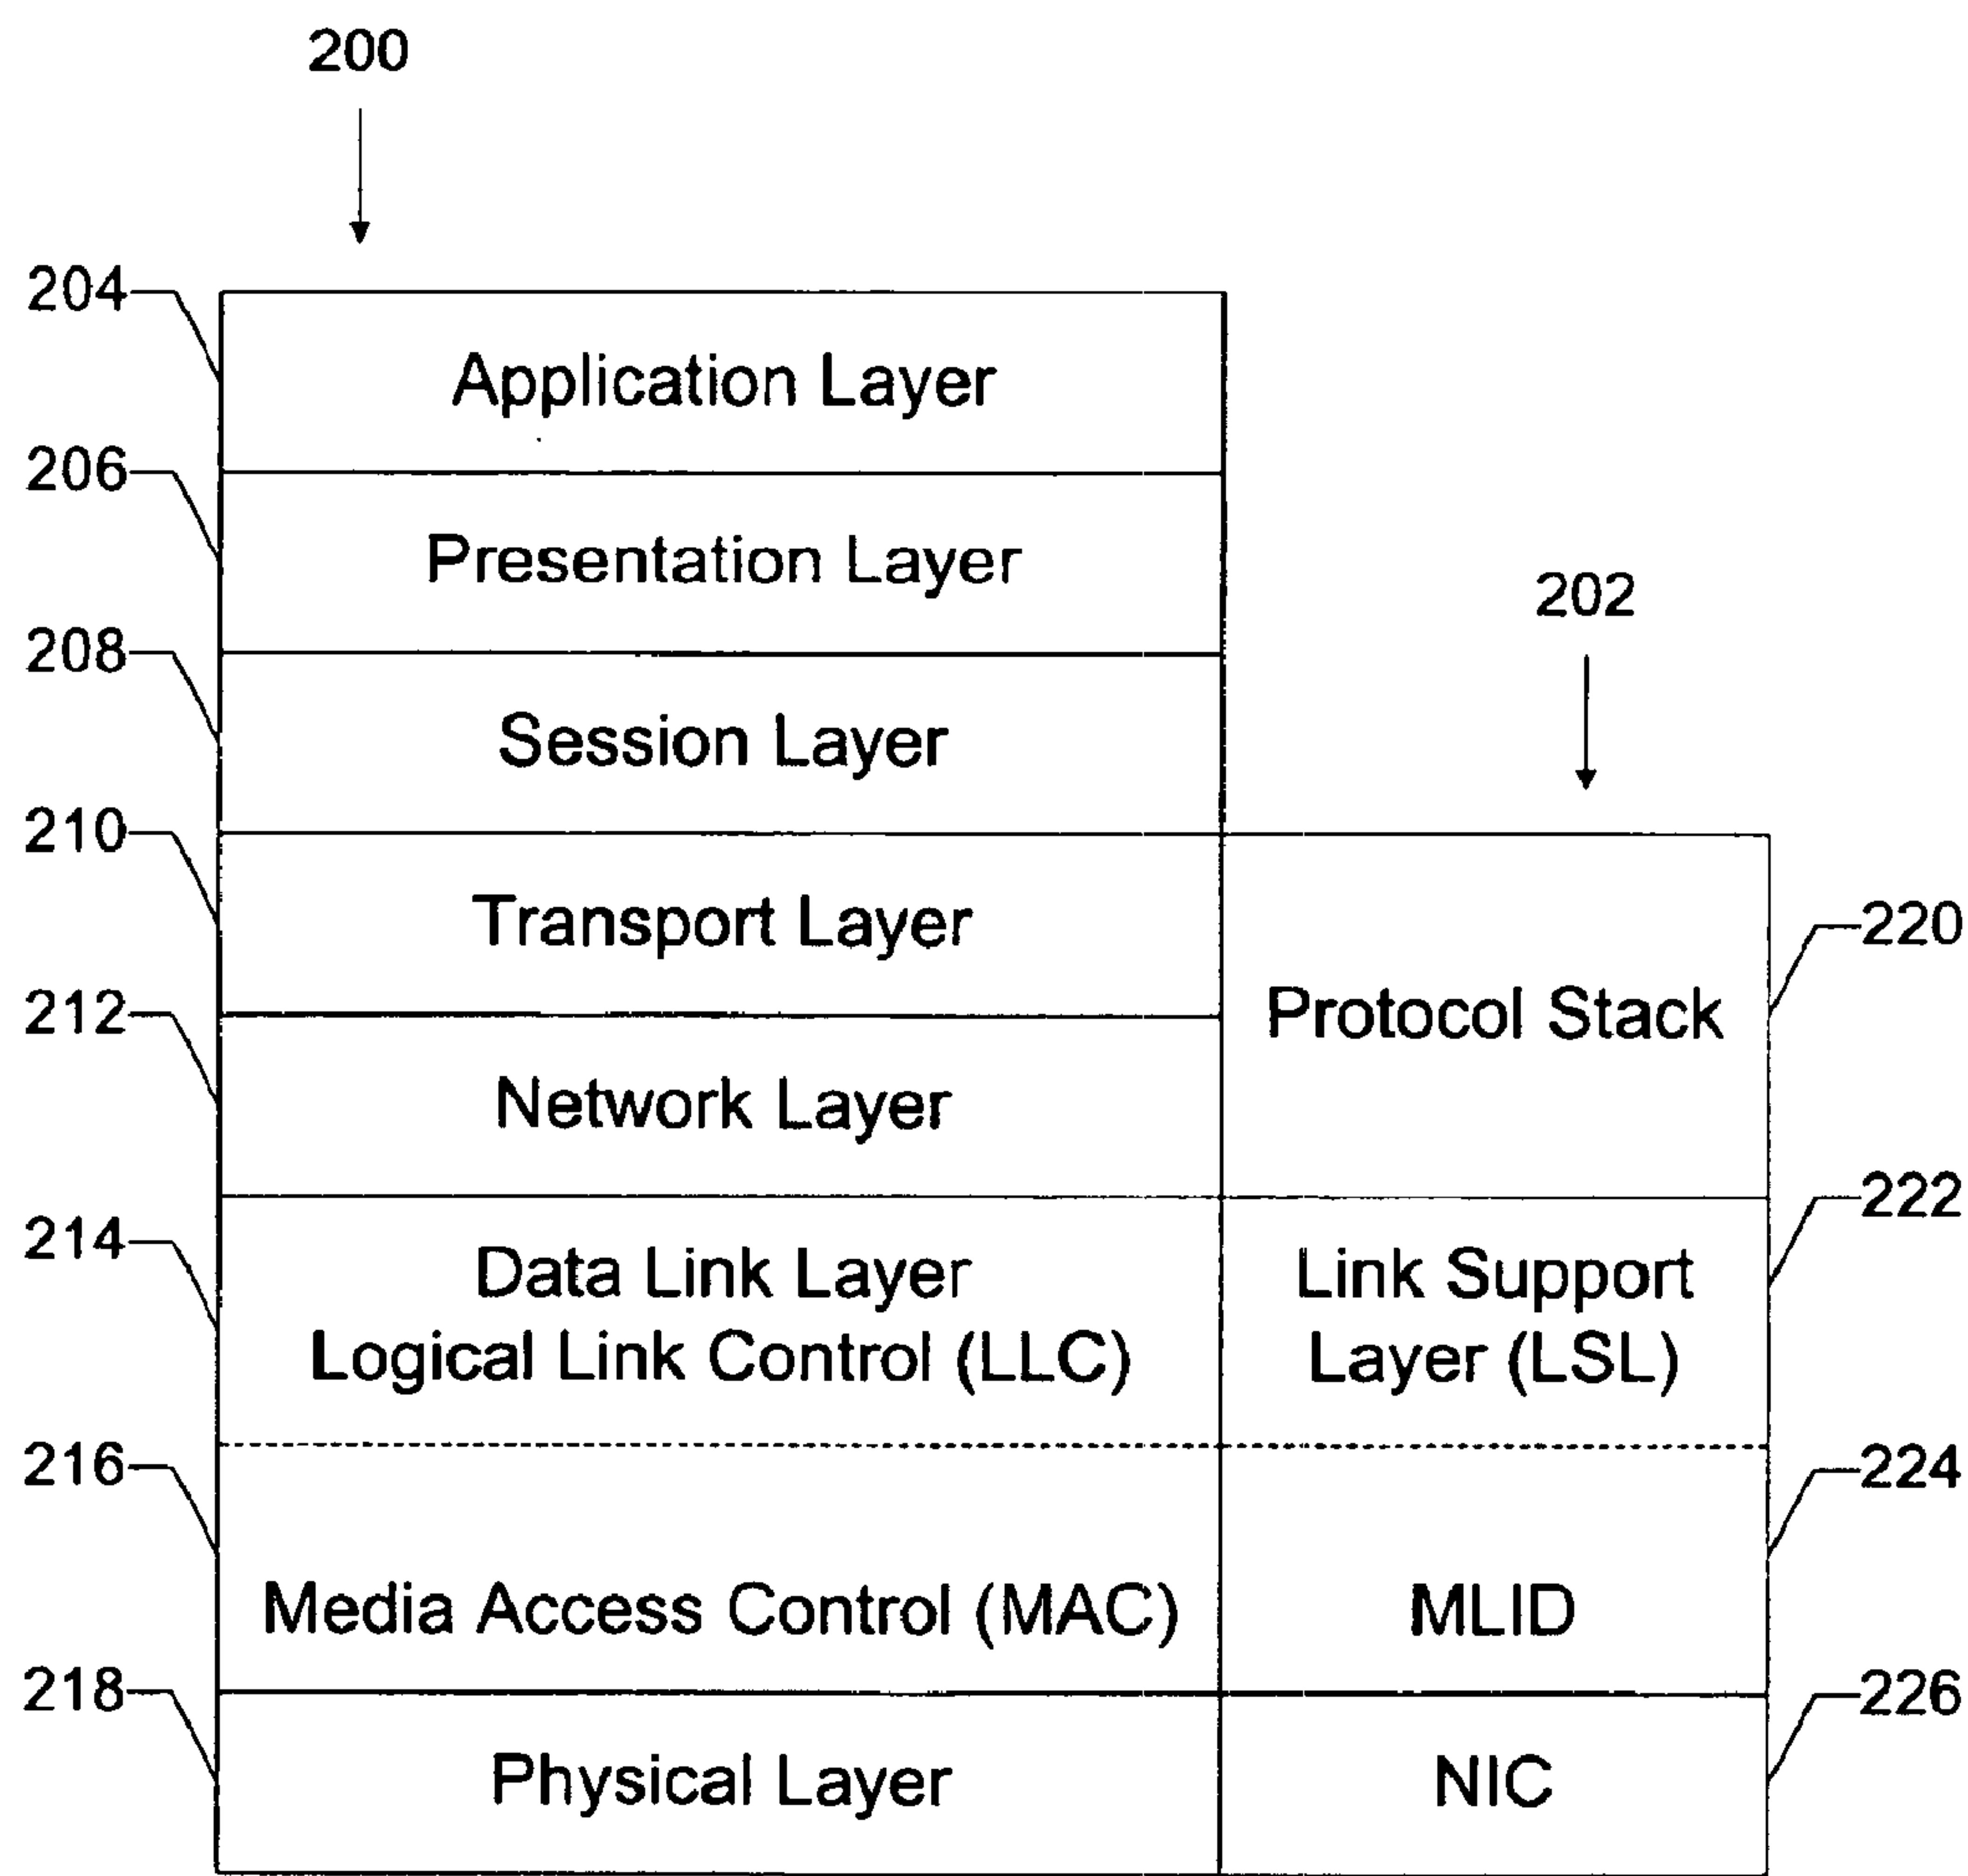 200
204
Application Layer
206
Presentation Layer
202
208
Session Layer
210
Transport Layer
220
212
Protocol Stack
Network Layer
222
214
Data Link Layer
Logical Link Control (LLC)
Link Support
Layer (LSL)
216
224
Media Access Control (MAC)
MLID
218
226
Physical Layer
NIC